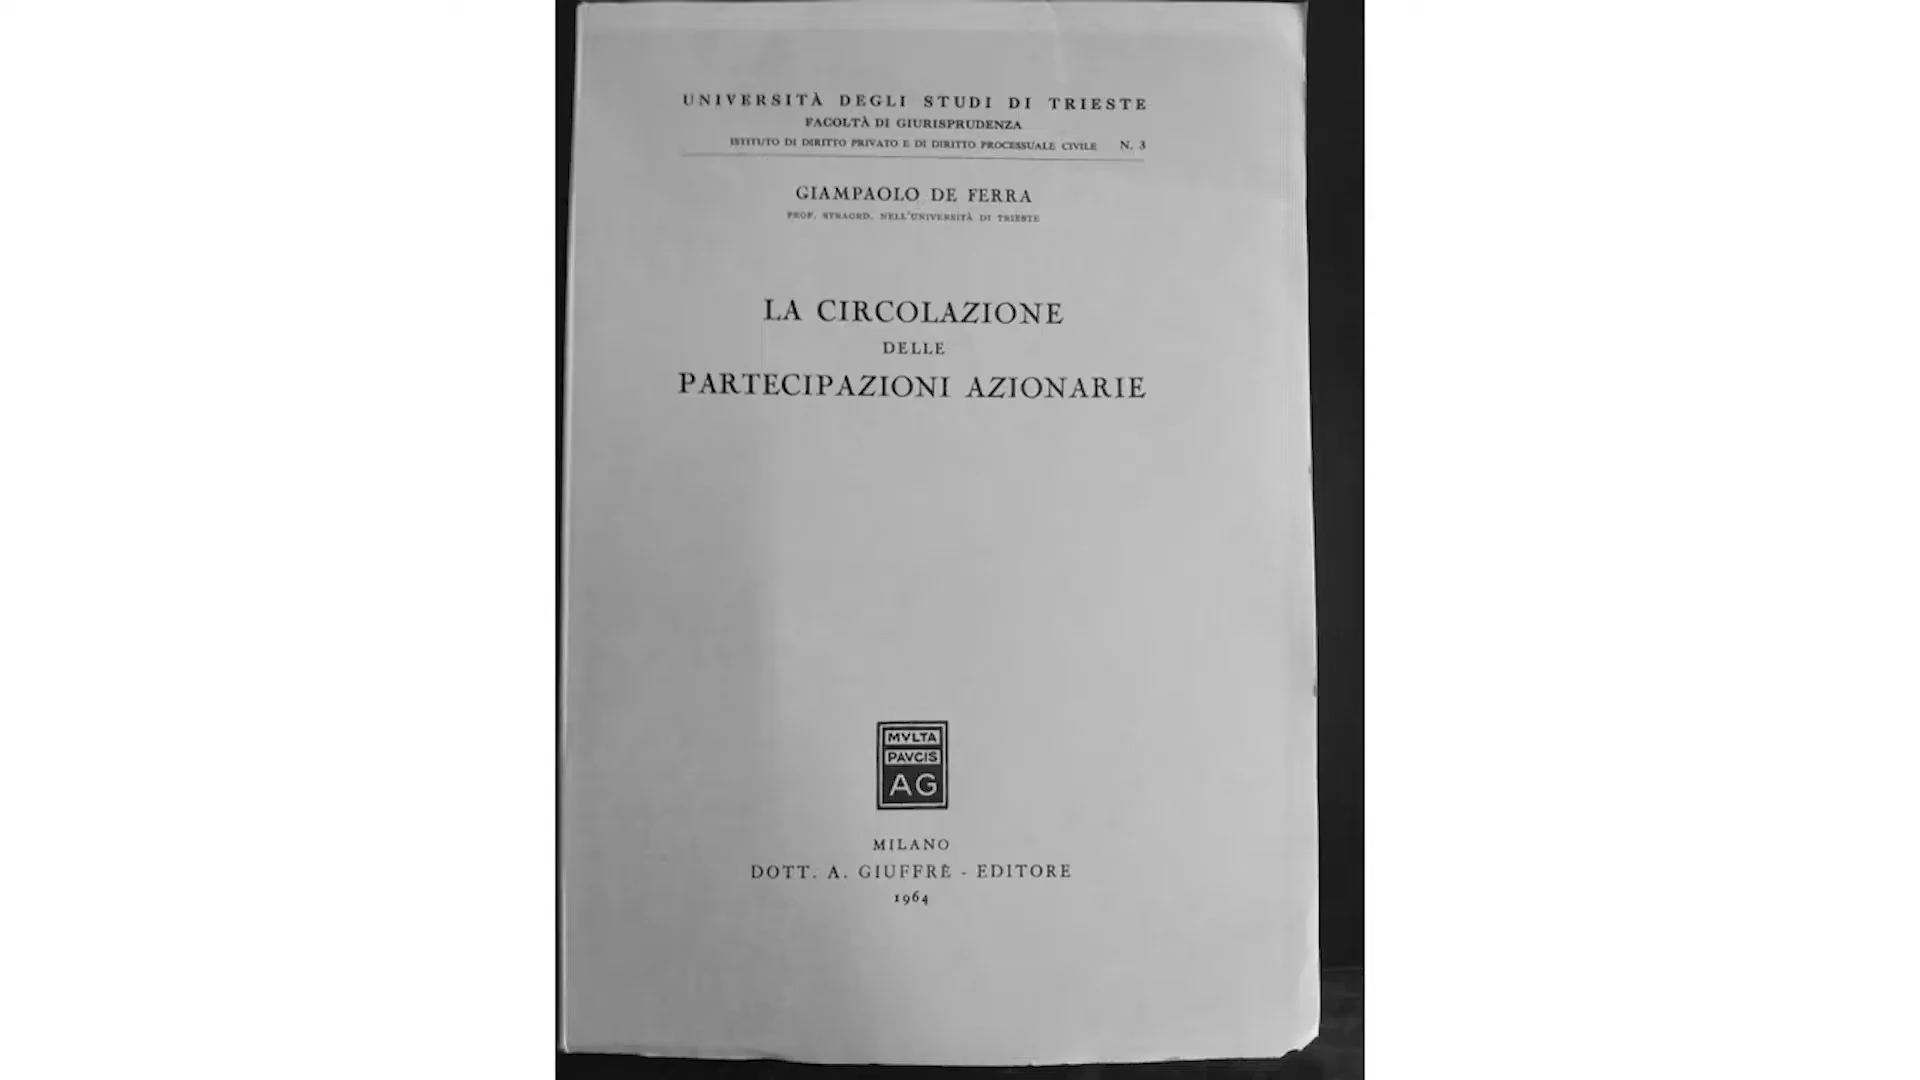 UNIVERSITÀ DEGLI STUDI DI TRIESTE
FACOLTÀ DI GIURISPRUDENZA
ISTITUTO DI DIRITTO PRIVATO E DI DIRITTO PROCESSUALE CIVILE N. 3
GIAMPAOLO DE FERRA
PROF. STRAORD. NELL'UNIVERSITÀ DI TRIESTE
LA CIRCOLAZIONE
DELLE
PARTECIPAZIONI AZIONARIE
MVLTA
PAVCIS
AG
MILANO
DOTT. A. GIUFFRÈ - EDITORE
1964